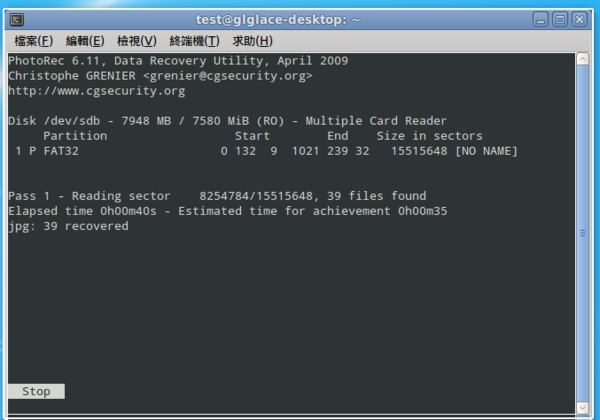 test@glglace-desktop: ~
檔案(F) 編輯(E) 檢視(V) 終端機(T) 求助(H)
PhotoRec 6.11, Data Recovery Utility, April 2009
Christophe GRENIER <grenier@cgsecurity.org>
http://www.cgsecurity.org
Disk /dev/sdb - 7948 MB / 7580 MiB (RO) - Multiple Card Reader
Partition Start End Size in sectors
1 P FAT32 0 132 9 1021 239 32 15515648 [NO NAME]
Pass 1 - Reading sector 8254784/15515648, 39 files found
Elapsed time 0h00m40s - Estimated time for achievement 0h00m35
jpg: 39 recovered
Stop